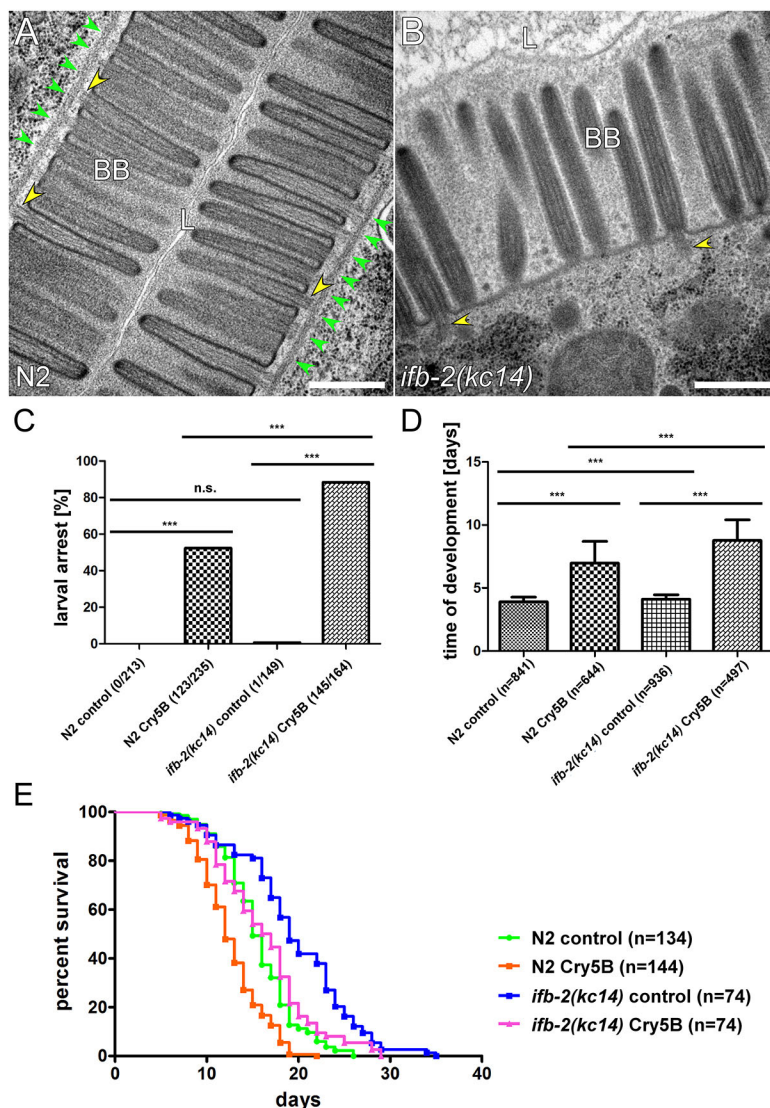 A
L
BB
N2
B
L
BB
ifb-2(kc14)
C
larval arrest [%]
100
80
60
40
20
0
***
***
n.s.
***
N2 control (0/213)
N2 Cry5B (123/235)
ifb-2(kc14) control (1/149)
ifb-2(kc14) Cry5B (145/164)
D
time of development [days]
15
10
5
0
***
***
***
***
N2 control (n=841)
N2 Cry5B (n=644)
ifb-2(kc14) control (n=936)
ifb-2(kc14) Cry5B (n=497)
E
percent survival
100
80
60
40
20
0
0 10 20 30 40
days
N2 control (n=134)
N2 Cry5B (n=144)
ifb-2(kc14) control (n=74)
ifb-2(kc14) Cry5B (n=74)